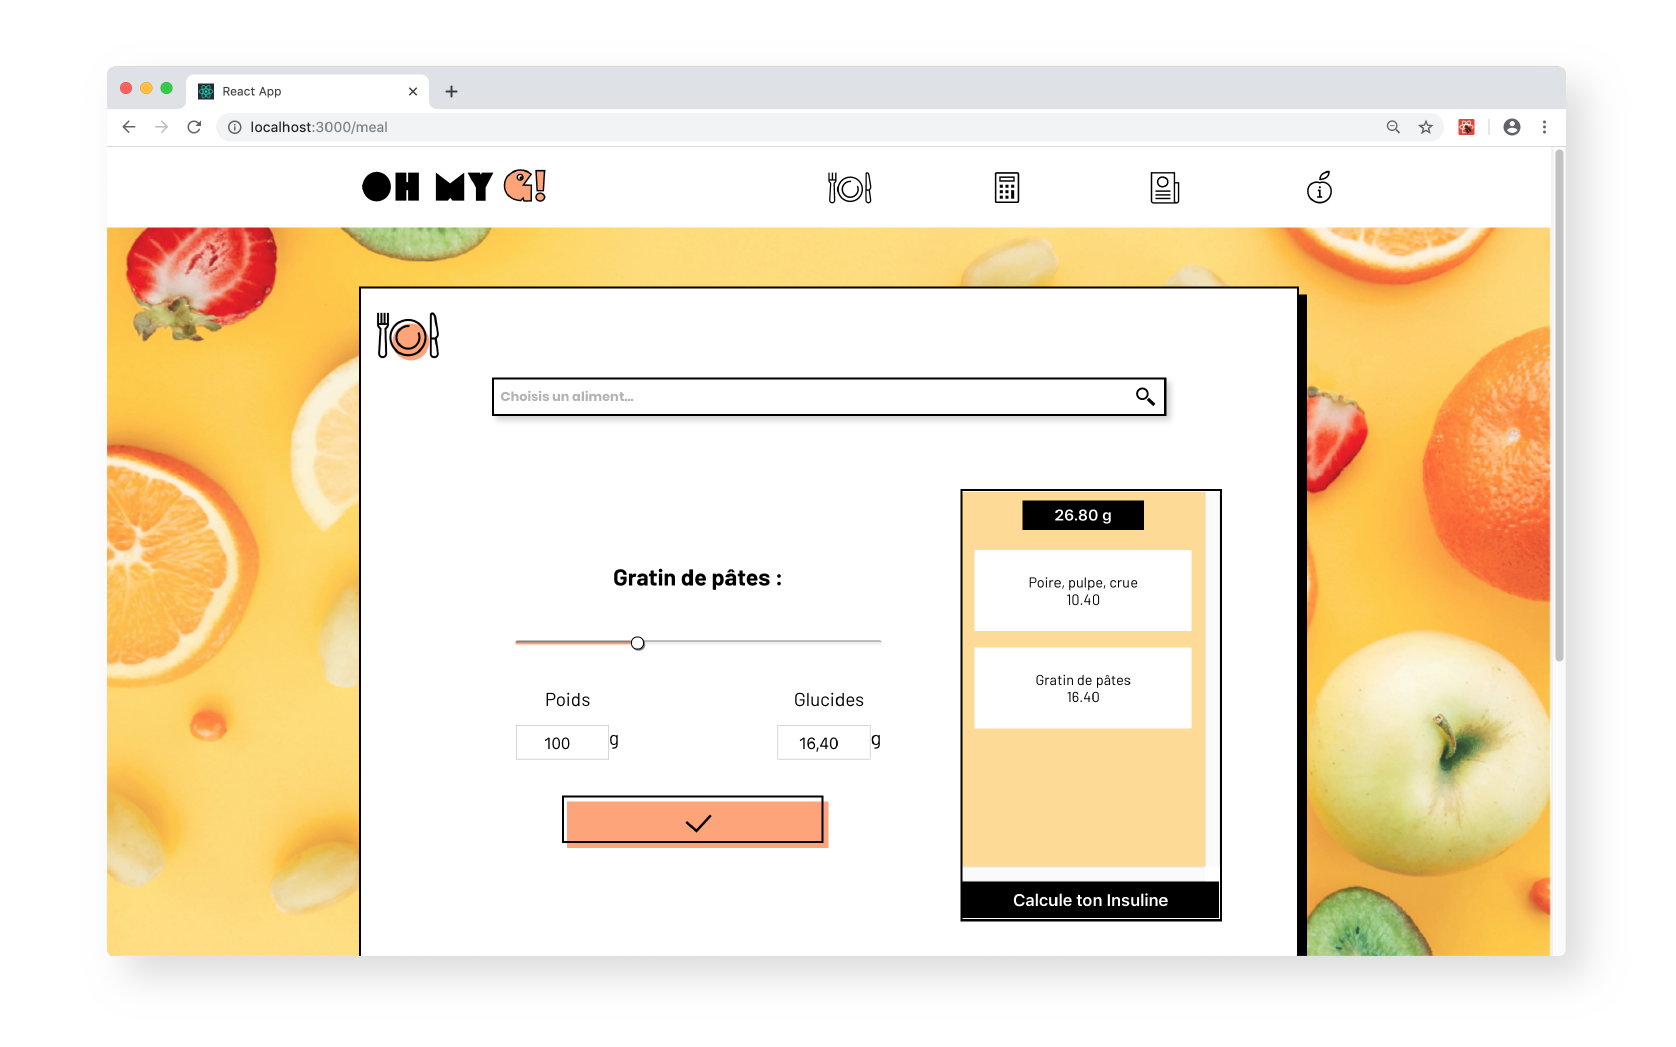 React App
localhost:3000/meal
OH MY G!
Choisis un aliment...
26.80 g
Poire, pulpe, crue
10.40
Gratin de pâtes :
Gratin de pâtes
16.40
Poids
Glucides
100 g
16,40 g
Calcule ton Insuline